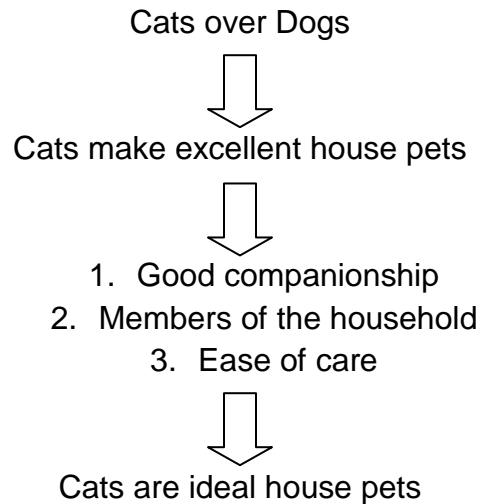 Cats over Dogs
Cats make excellent house pets
1. Good companionship
2. Members of the household
3. Ease of care
Cats are ideal house pets